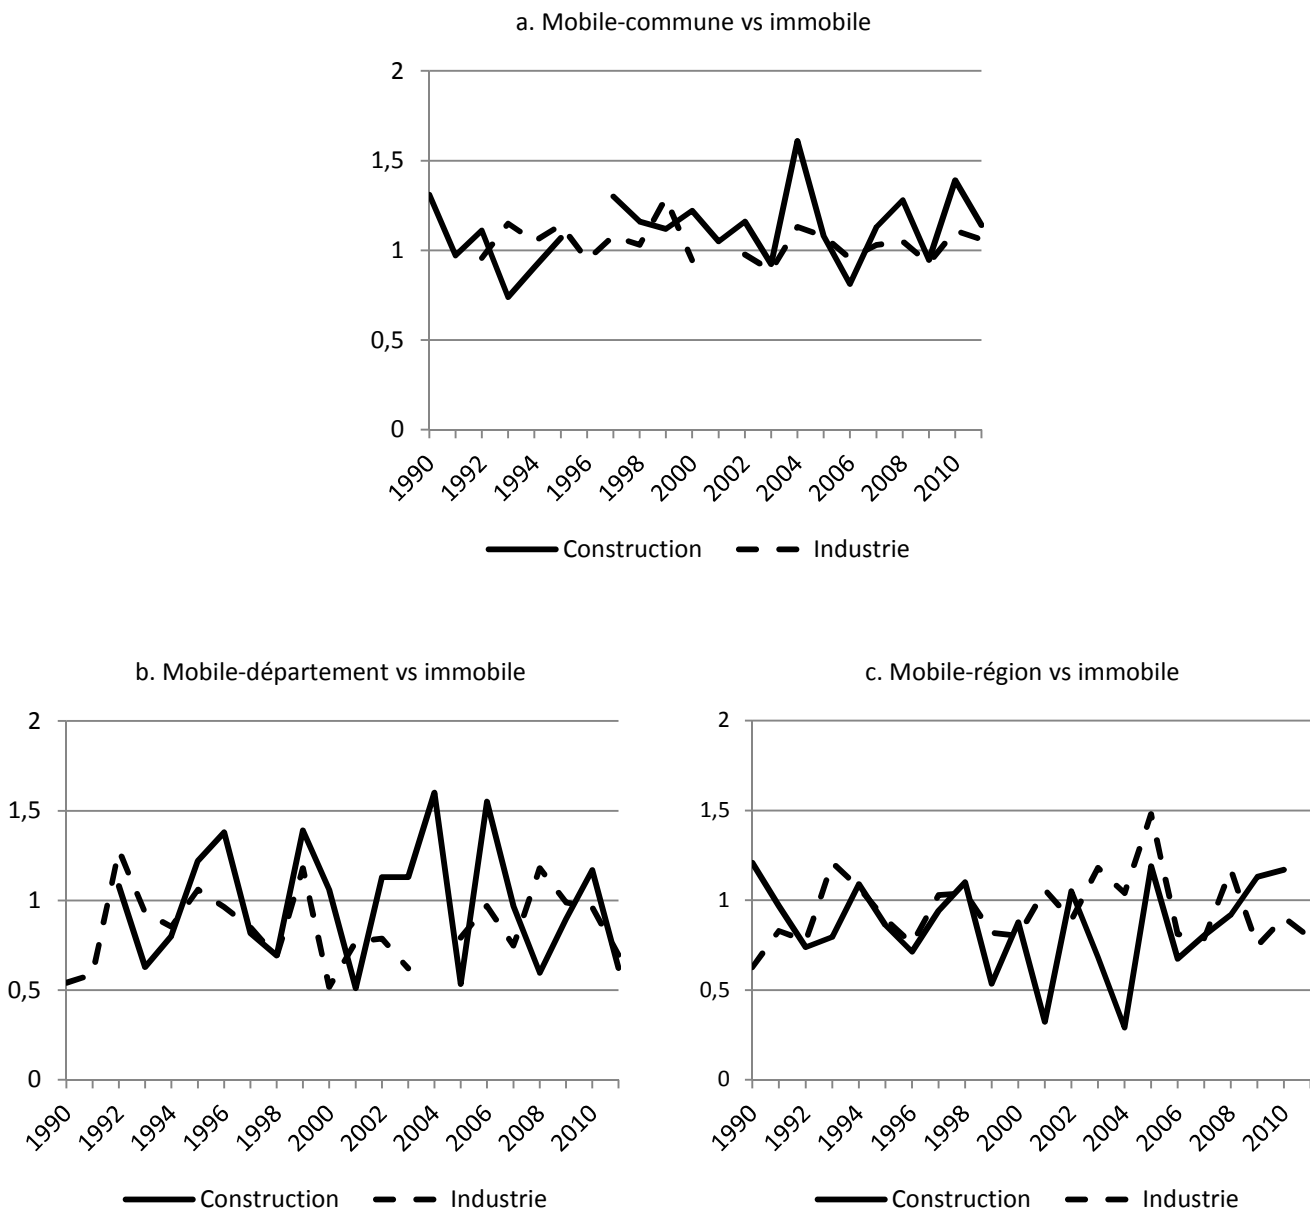 a. Mobile-commune vs immobile
2
1,5
1
0,5
0
1990 1992 1994 1996 1998 2000 2002 2004 2006 2008 2010
Construction Industrie
b. Mobile-département vs immobile
2
1,5
1
0,5
0
1990 1992 1994 1996 1998 2000 2002 2004 2006 2008 2010
Construction Industrie
c. Mobile-région vs immobile
2
1,5
1
0,5
0
1990 1992 1994 1996 1998 2000 2002 2004 2006 2008 2010
Construction Industrie